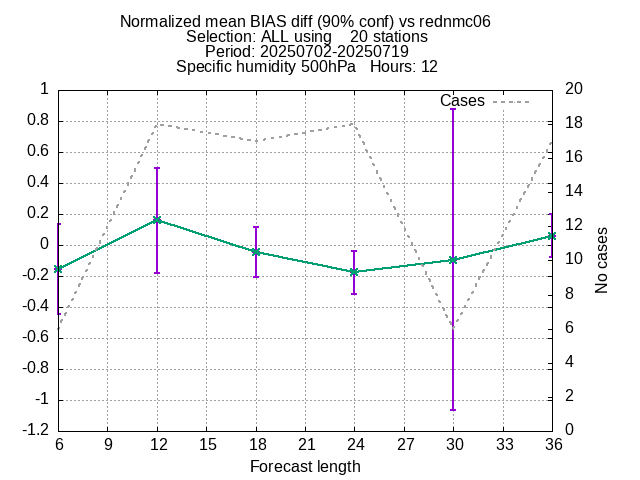 Normalized mean BIAS diff (90% conf) vs rednmc06
Selection: ALL using    20 stations
Period: 20250702-20250719
Specific humidity 500hPa   Hours: 12
Cases
1
0.8
0.6
0.4
0.2
0
-0.2
-0.4
-0.6
-0.8
-1
-1.2
20
18
16
14
12
10
8
6
4
2
0
No cases
6 9 12 15 18 21 24 27 30 33 36
Forecast length